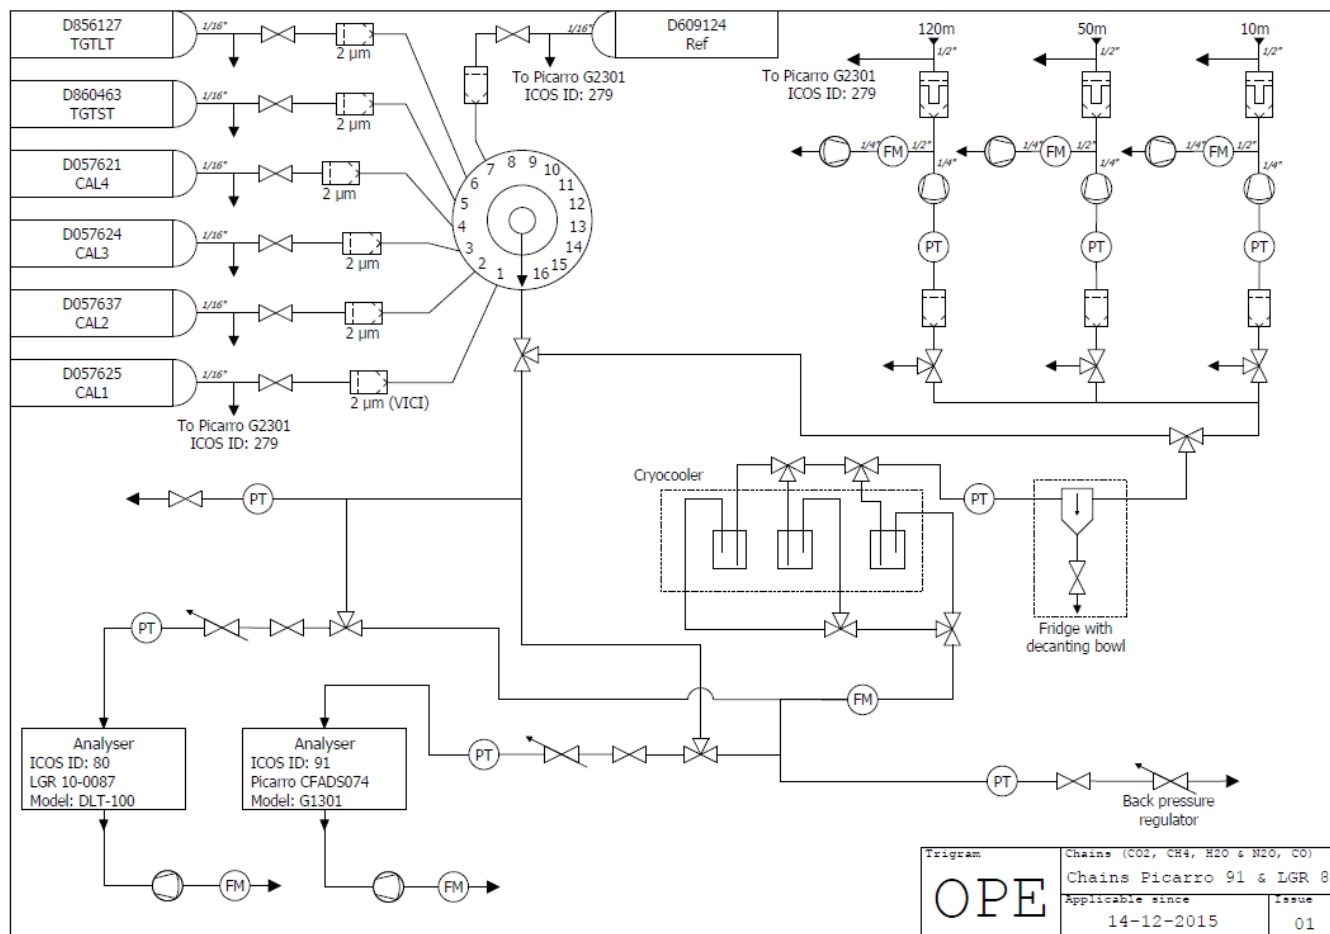 D856127
TGTLT
1/16"
2 µm
1/16"
D609124
Ref
To Picarro G2301
ICOS ID: 279
120m
50m
10m
1/2"
1/2"
1/2"
To Picarro G2301
ICOS ID: 279
D860463
TGTST
1/16"
2 µm
1/4"
FM
1/2"
1/4"
1/4"
FM
1/2"
1/4"
1/4"
FM
1/2"
1/4"
D057621
CAL4
1/16"
2 µm
D057624
CAL3
1/16"
2 µm
D057637
CAL2
1/16"
2 µm
D057625
CAL1
1/16"
2 µm (VICI)
To Picarro G2301
ICOS ID: 279
1
2
3
4
5
6
7
8
9
10
11
12
13
14
15
16
PT
PT
PT
PT
Cryocooler
PT
Fridge with
decanting bowl
PT
FM
PT
PT
Back pressure
regulator
Analyser
ICOS ID: 80
LGR 10-0087
Model: DLT-100
Analyser
ICOS ID: 91
Picarro CFADS074
Model: G1301
FM
FM
Trigram
OPE
Chains (CO2, CH4, H2O & N2O, CO)
Chains Picarro 91 & LGR 8
Applicable since
14-12-2015
Issue
01